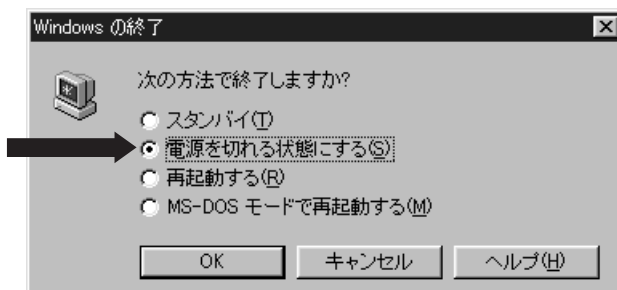 Windows の終了
次の方法で終了しますか?
スタンバイ(T)
電源を切れる状態にする(S)
再起動する(R)
MS-DOS モードで再起動する(M)
OK キャンセル ヘルプ(H)